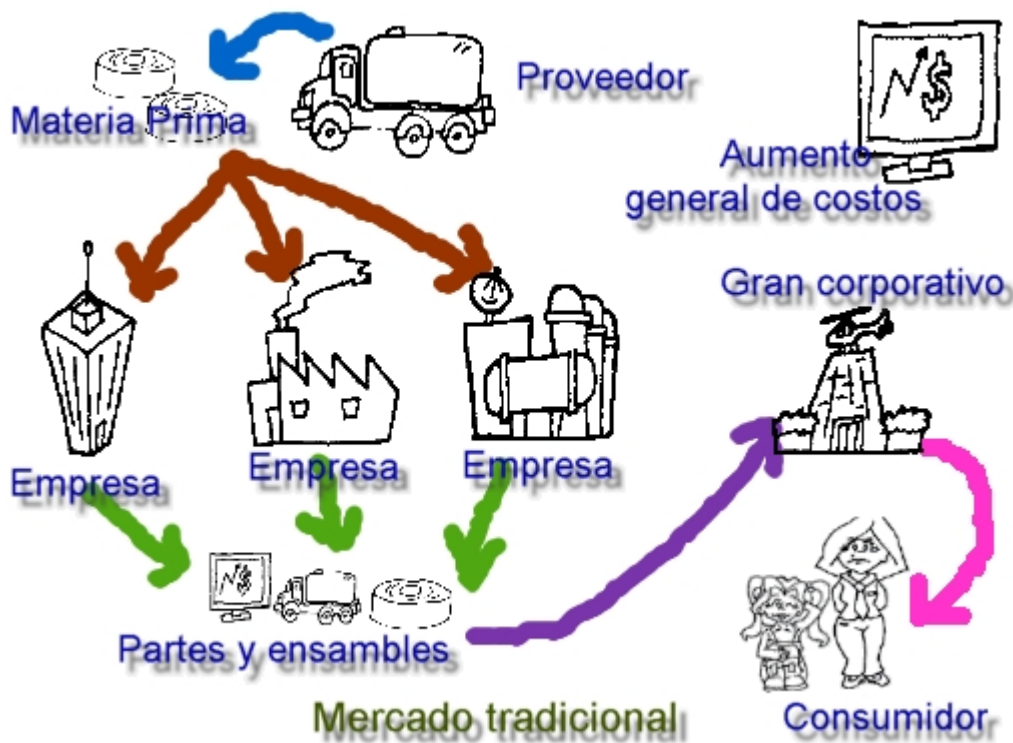 Proveedor
Materia Prima
Aumento
general de costos
Gran corporativo
Empresa
Empresa
Empresa
Partes y ensambles
Mercado tradicional
Consumidor